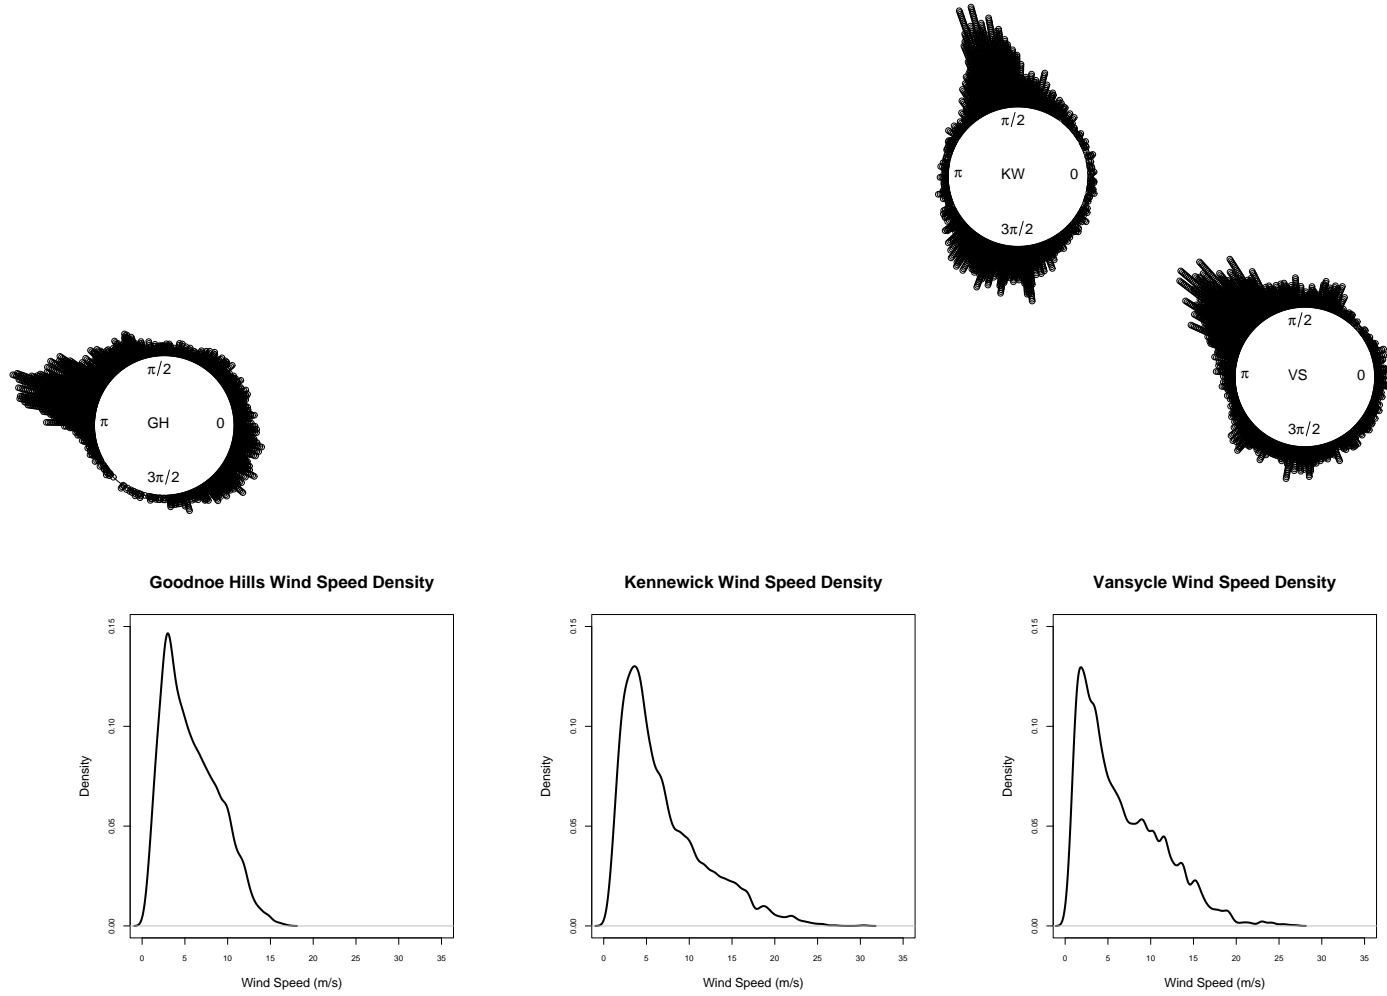 π/2
π KW 0
3π/2
π/2
π VS 0
3π/2
π/2
π GH 0
3π/2
Goodnoe Hills Wind Speed Density
Density
0.00 0.05 0.10 0.15
0 5 10 15 20 25 30 35
Wind Speed (m/s)
Kennewick Wind Speed Density
Density
0.00 0.05 0.10 0.15
0 5 10 15 20 25 30 35
Wind Speed (m/s)
Vansycle Wind Speed Density
Density
0.00 0.05 0.10 0.15
0 5 10 15 20 25 30 35
Wind Speed (m/s)